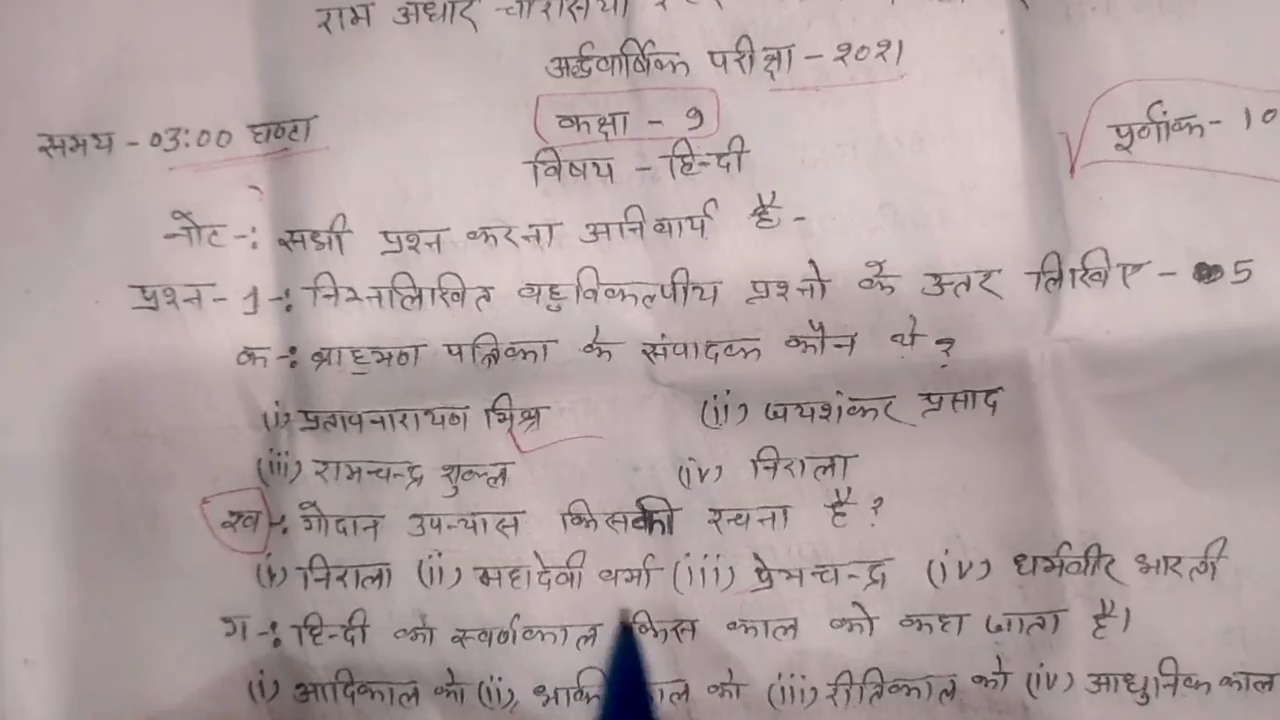 राम अधार चौरसिया
अर्द्धवार्षिक परीक्षा - २०२१
समय - 03:00 घण्टा
कक्षा - 9
पूर्णांक - 10
विषय - हिन्दी
नोट -: सभी प्रश्न करना अनिवार्य है -
प्रश्न - 1 -: निम्नलिखित बहुविकल्पीय प्रश्नो के उत्तर लिखिए - 5
क -: ब्राह्मण पत्रिका के संपादक कौन थे ?
(i) प्रतापनारायण मिश्र (ii) जयशंकर प्रसाद
(iii) रामचन्द्र शुक्ल (iv) निराला
ख -: गोदान उपन्यास किसकी रचना है ?
(i) निराला (ii) महादेवी वर्मा (iii) प्रेमचन्द्र (iv) धर्मवीर भारती
ग -: हिन्दी को स्वर्णकाल किस काल को कहा जाता है।
(i) आदिकाल को (ii) को (iii) रीतिकाल को (iv) आधुनिक काल